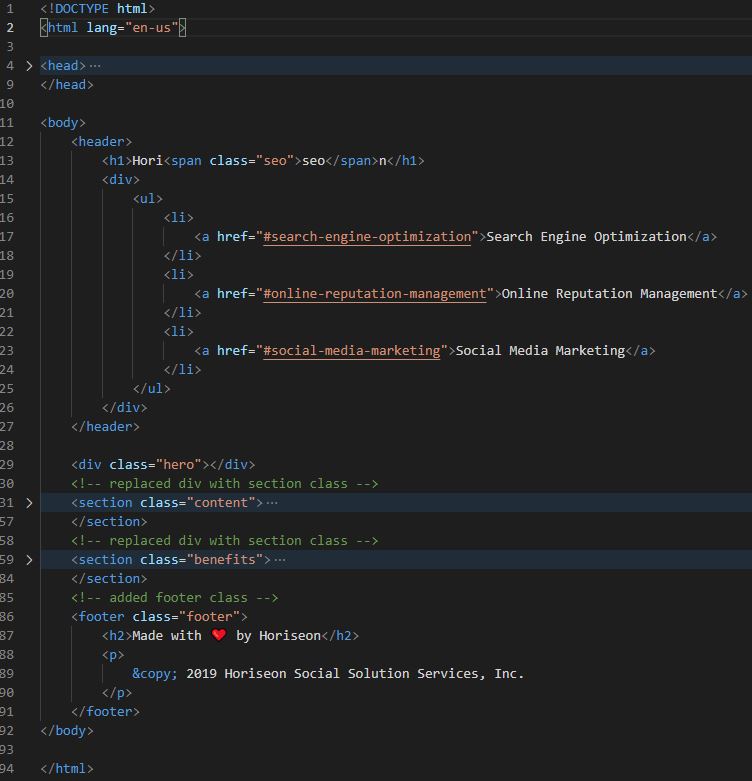 1 <!DOCTYPE html>
2 <html lang="en-us">
3
4 > <head>···
9 </head>
10
11 <body>
12 <header>
13 <h1>Hori<span class="seo">seo</span>n</h1>
14 <div>
15 <ul>
16 <li>
17 <a href="#search-engine-optimization">Search Engine Optimization</a>
18 </li>
19 <li>
20 <a href="#online-reputation-management">Online Reputation Management</a>
21 </li>
22 <li>
23 <a href="#social-media-marketing">Social Media Marketing</a>
24 </li>
25 </ul>
26 </div>
27 </header>
28
29 <div class="hero"></div>
30 <!-- replaced div with section class -->
31 > <section class="content">···
57 </section>
58 <!-- replaced div with section class -->
59 > <section class="benefits">···
84 </section>
85 <!-- added footer class -->
86 <footer class="footer">
87 <h2>Made with ❤️ by Horiseon</h2>
88 <p>
89 &copy; 2019 Horiseon Social Solution Services, Inc.
90 </p>
91 </footer>
92 </body>
93
94 </html>